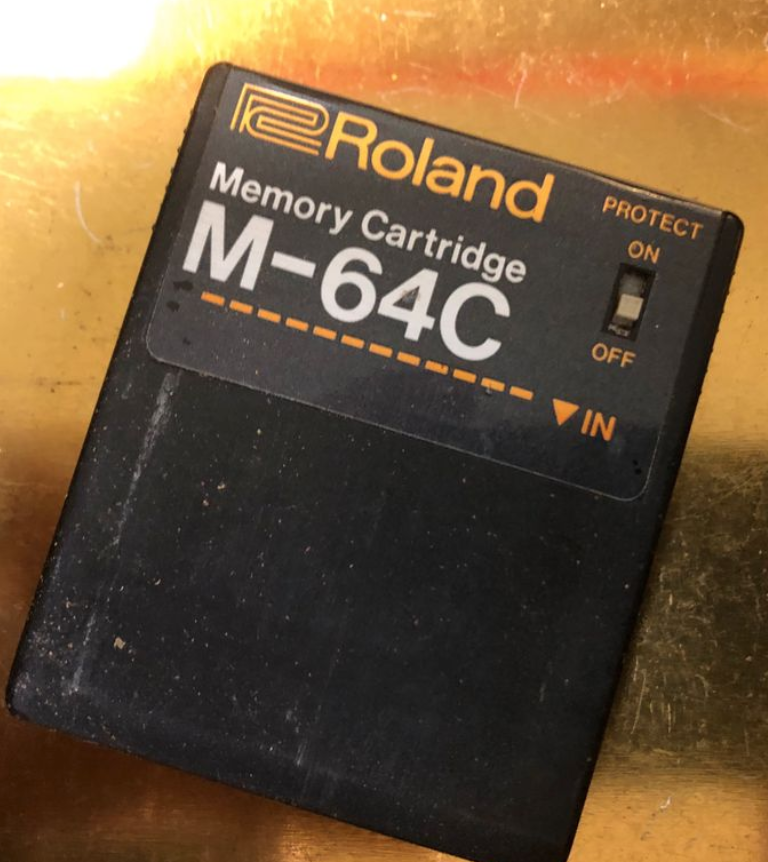 Roland
Memory Cartridge
M-64C
PROTECT
ON
OFF
▼IN